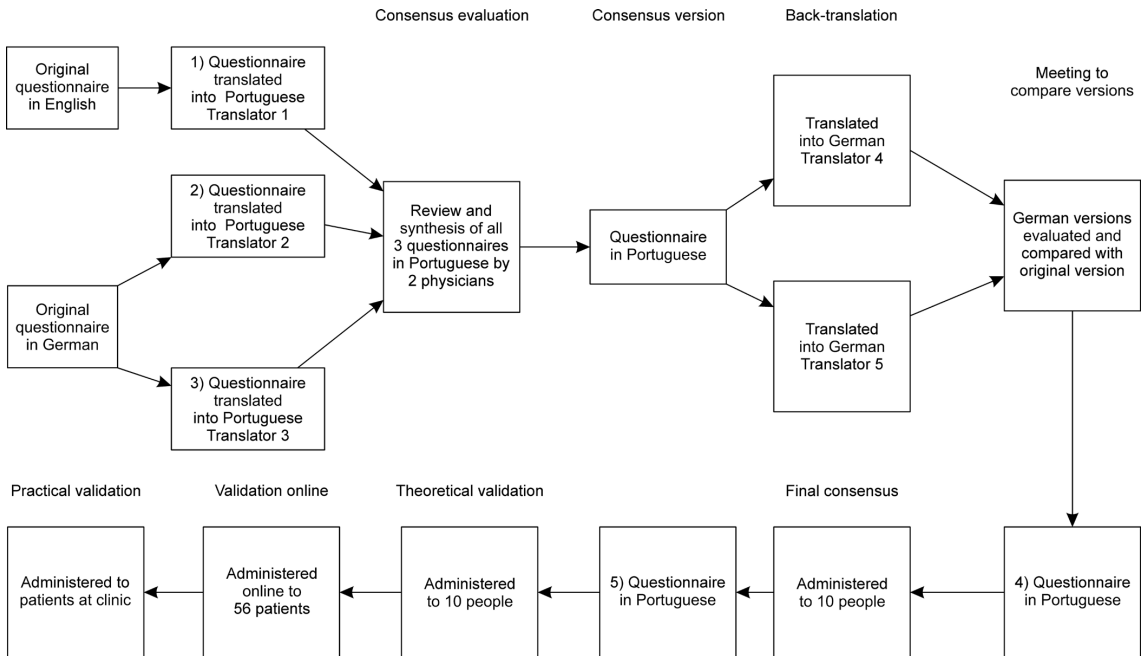 Consensus evaluation
Consensus version
Back-translation
Meeting to
compare versions
Original
questionnaire
in English
1) Questionnaire
translated
into Portuguese
Translator 1
2) Questionnaire
translated
into Portuguese
Translator 2
Original
questionnaire
in German
3) Questionnaire
translated
into Portuguese
Translator 3
Review and
synthesis of all
3 questionnaires
in Portuguese by
2 physicians
Questionnaire
in Portuguese
Translated
into German
Translator 4
Translated
into German
Translator 5
German versions
evaluated and
compared with
original version
Practical validation
Validation online
Theoretical validation
Final consensus
Administered to
patients at clinic
Administered
online to
56 patients
Administered
to 10 people
5) Questionnaire
in Portuguese
Administered
to 10 people
4) Questionnaire
in Portuguese